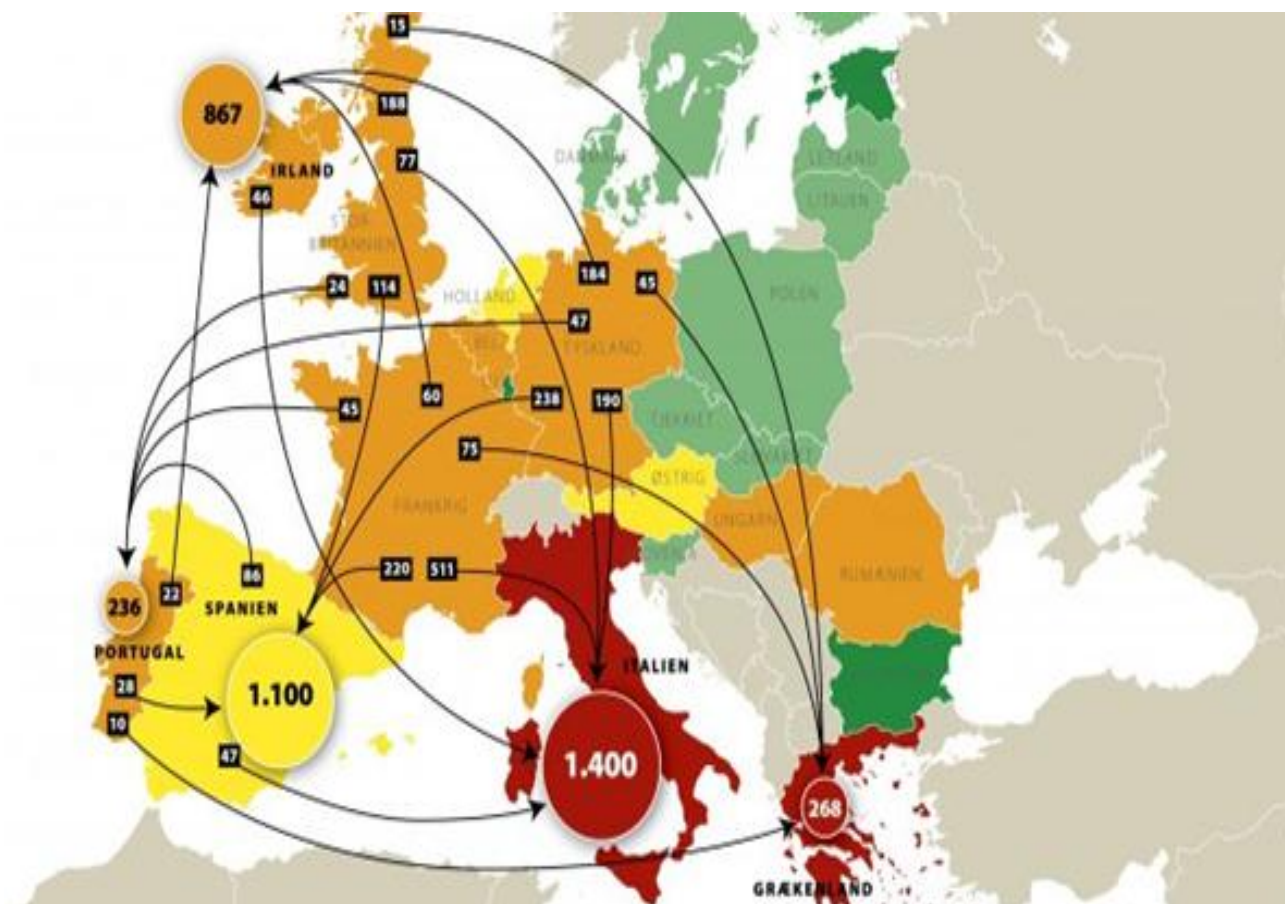 15
867
188
77
IRLAND
46
DANMARK
LETLAND
LITAUEN
STOR-
BRITANNIEN
24
114
HOLLAND
184
45
POLEN
47
TYSKLAND
60
45
238
190
TJEKKIET
75
SLOVAKIET
ØSTRIG
FRANKRIG
UNGARN
220
511
RUMÆNIEN
86
22
236
SPANIEN
PORTUGAL
ITALIEN
28
1.100
10
47
1.400
268
GRÆKENLAND